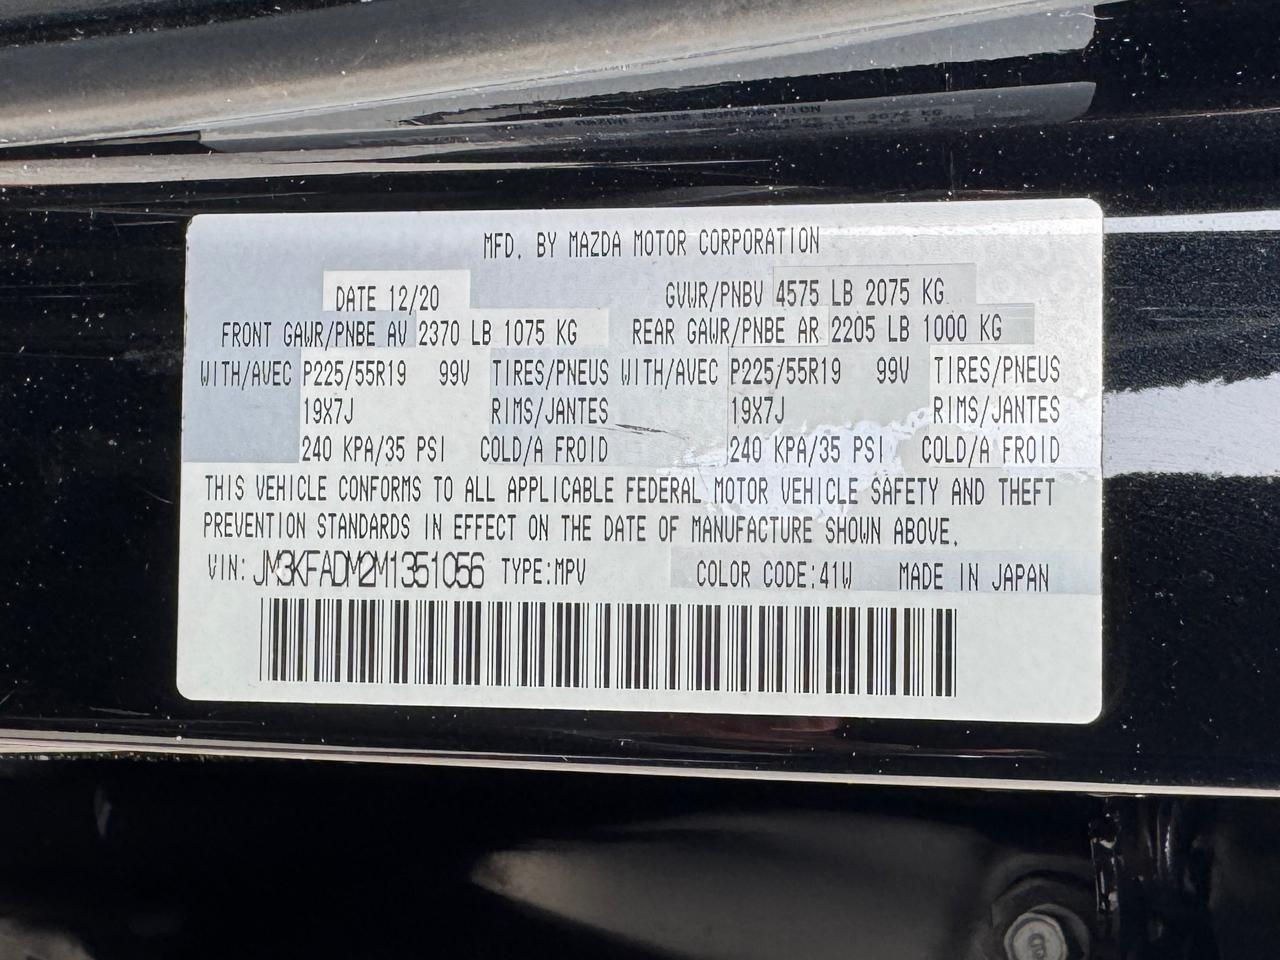 MFD. BY MAZDA MOTOR CORPORATION
DATE 12/20 GVWR/PNBV 4575 LB 2075 KG
FRONT GAWR/PNBE AV 2370 LB 1075 KG REAR GAWR/PNBE AR 2205 LB 1000 KG
WITH/AVEC P225/55R19 99V TIRES/PNEUS WITH/AVEC P225/55R19 99V TIRES/PNEUS
19X7J RIMS/JANTES 19X7J RIMS/JANTES
240 KPA/35 PSI COLD/A FROID 240 KPA/35 PSI COLD/A FROID
THIS VEHICLE CONFORMS TO ALL APPLICABLE FEDERAL MOTOR VEHICLE SAFETY AND THEFT
PREVENTION STANDARDS IN EFFECT ON THE DATE OF MANUFACTURE SHOWN ABOVE.
VIN: JM3KFADM2M1351056 TYPE:MPV COLOR CODE:41W MADE IN JAPAN